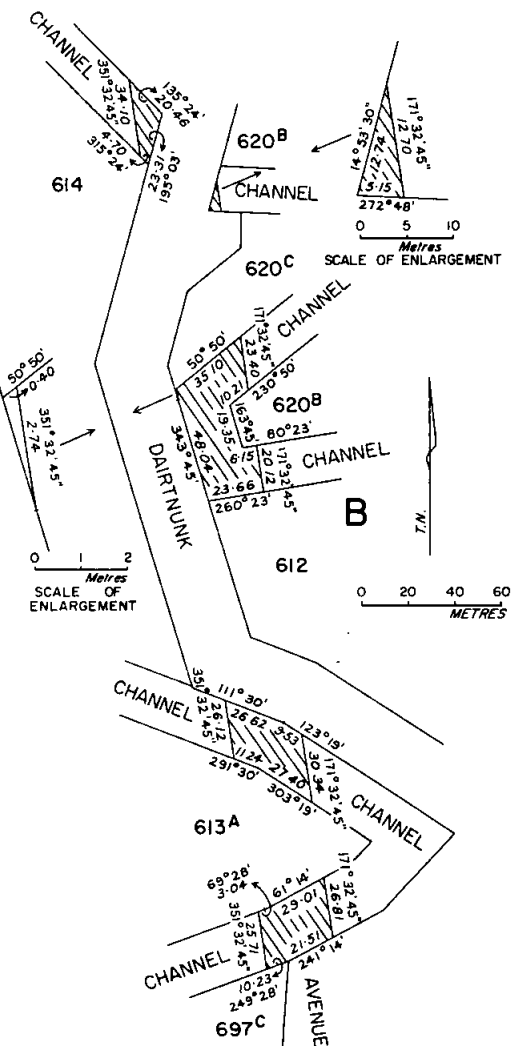 CHANNEL
351° 32' 45"
34·10
135° 24'
20·46
4·70
315° 24'
23·31
195° 03'
614
620B
CHANNEL
14° 53' 30"
12·74
171° 32' 45"
12·70
5·15
272° 48'
0 5 10
Metres
SCALE OF ENLARGEMENT
620C
CHANNEL
50° 50'
35·10
171° 32' 45"
23·40
10·21
230° 50'
163° 45'
19·35
620B
80° 23'
6·15
CHANNEL
171° 32' 45"
20·12
48·04
343° 45'
23·66
260° 23'
50° 50'
0·40
351° 32' 45"
2·74
0 1 2
Metres
SCALE OF
ENLARGEMENT
DAIRTNUNK
B
T.N.
612
0 20 40 60
METRES
CHANNEL
351° 32' 45"
26·12
111° 30'
26·62
9·53
123° 19'
30·34
171° 32' 45"
11·24
27·40
291° 30'
303° 19'
CHANNEL
613A
69° 28'
3·04
61° 14'
29·01
171° 32' 45"
26·81
25·71
351° 32' 45"
21·51
241° 14'
CHANNEL
10·23
249° 28'
AVENUE
697C